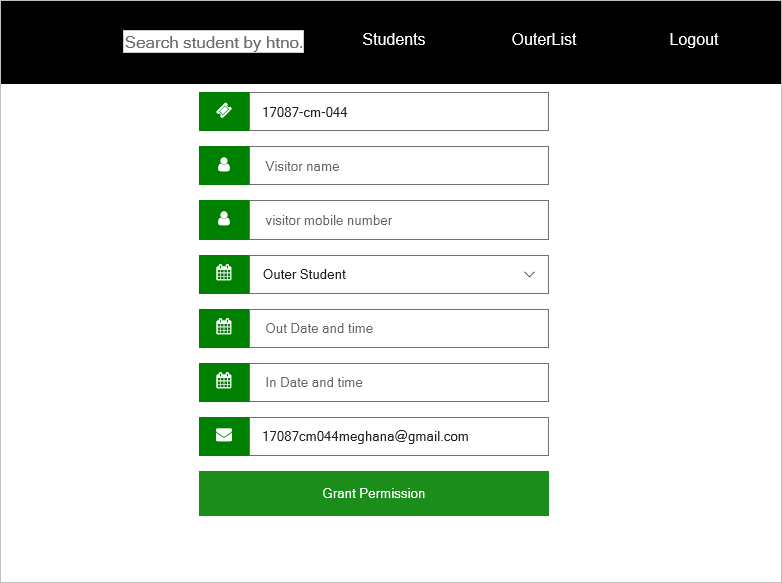 Search student by htno.
Students
OuterList
Logout
17087-cm-044
Visitor name
visitor mobile number
Outer Student
Out Date and time
In Date and time
17087cm044meghana@gmail.com
Grant Permission